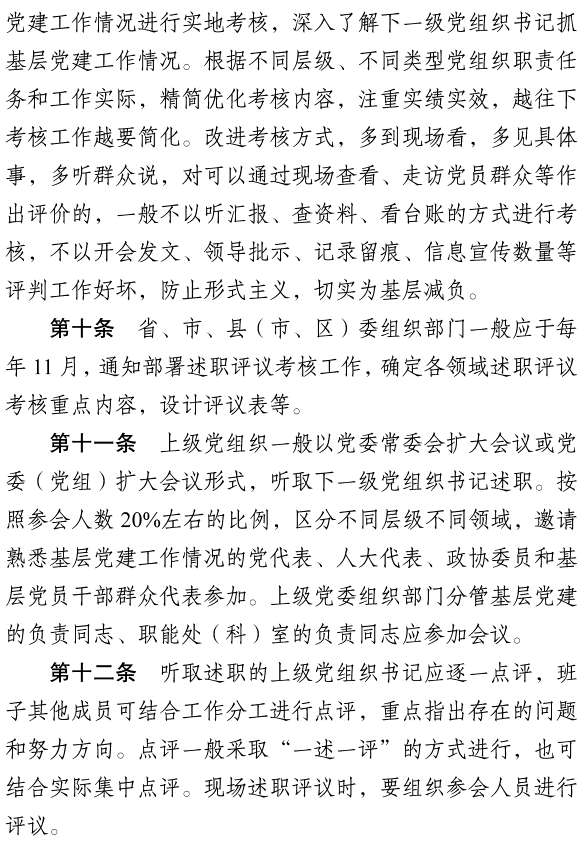 党建工作情况进行实地考核，深入了解下一级党组织书记抓
基层党建工作情况。根据不同层级、不同类型党组织职责任
务和工作实际，精简优化考核内容，注重实绩实效，越往下
考核工作越要简化。改进考核方式，多到现场看，多见具体
事，多听群众说，对可以通过现场查看、走访党员群众等作
出评价的，一般不以听汇报、查资料、看台账的方式进行考
核，不以开会发文、领导批示、记录留痕、信息宣传数量等
评判工作好坏，防止形式主义，切实为基层减负。
第十条　省、市、县（市、区）委组织部门一般应于每
年 11 月，通知部署述职评议考核工作，确定各领域述职评议
考核重点内容，设计评议表等。
第十一条　上级党组织一般以党委常委会扩大会议或党
委（党组）扩大会议形式，听取下一级党组织书记述职。按
照参会人数 20%左右的比例，区分不同层级不同领域，邀请
熟悉基层党建工作情况的党代表、人大代表、政协委员和基
层党员干部群众代表参加。上级党委组织部门分管基层党建
的负责同志、职能处（科）室的负责同志应参加会议。
第十二条　听取述职的上级党组织书记应逐一点评，班
子其他成员可结合工作分工进行点评，重点指出存在的问题
和努力方向。点评一般采取“一述一评”的方式进行，也可
结合实际集中点评。现场述职评议时，要组织参会人员进行
评议。